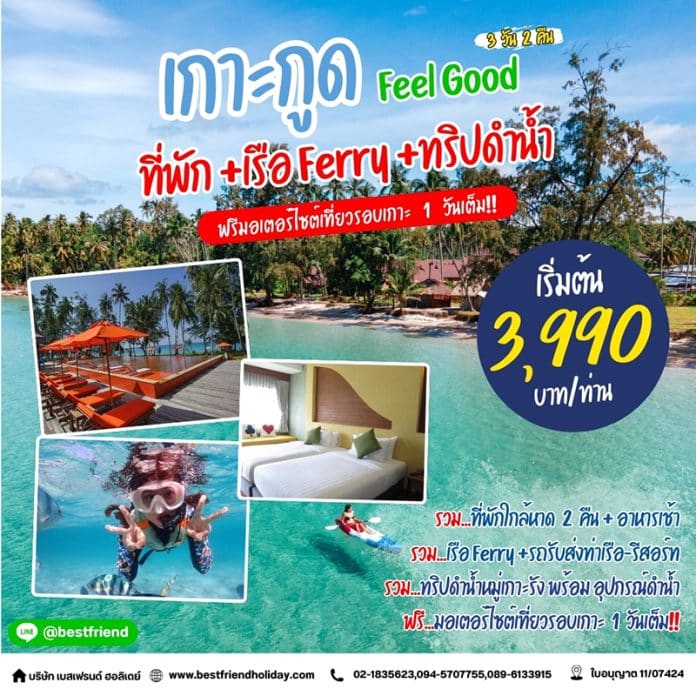 3 วัน 2 คืน
เกาะกูด
Feel Good
ที่พัก +เรือ Ferry +ทริปดำน้ำ
ฟรีมอเตอร์ไซต์เที่ยวรอบเกาะ 1 วันเต็ม!!
เริ่มต้น
3,990
บาท/ท่าน
รวม...ที่พักใกล้หาด 2 คืน + อาหารเช้า
รวม...เรือ Ferry +รถรับส่งท่าเรือ-รีสอร์ท
รวม...ทริปดำน้ำหมู่เกาะรัง พร้อม อุปกรณ์ดำน้ำ
ฟรี...มอเตอร์ไซต์เที่ยวรอบเกาะ 1 วันเต็ม!!
LINE @bestfriend
บริษัท เบสเฟรนด์ ฮอลิเดย์ www.bestfriendholiday.com 02-1835623,094-5707755,089-6133915 ใบอนุญาต 11/07424